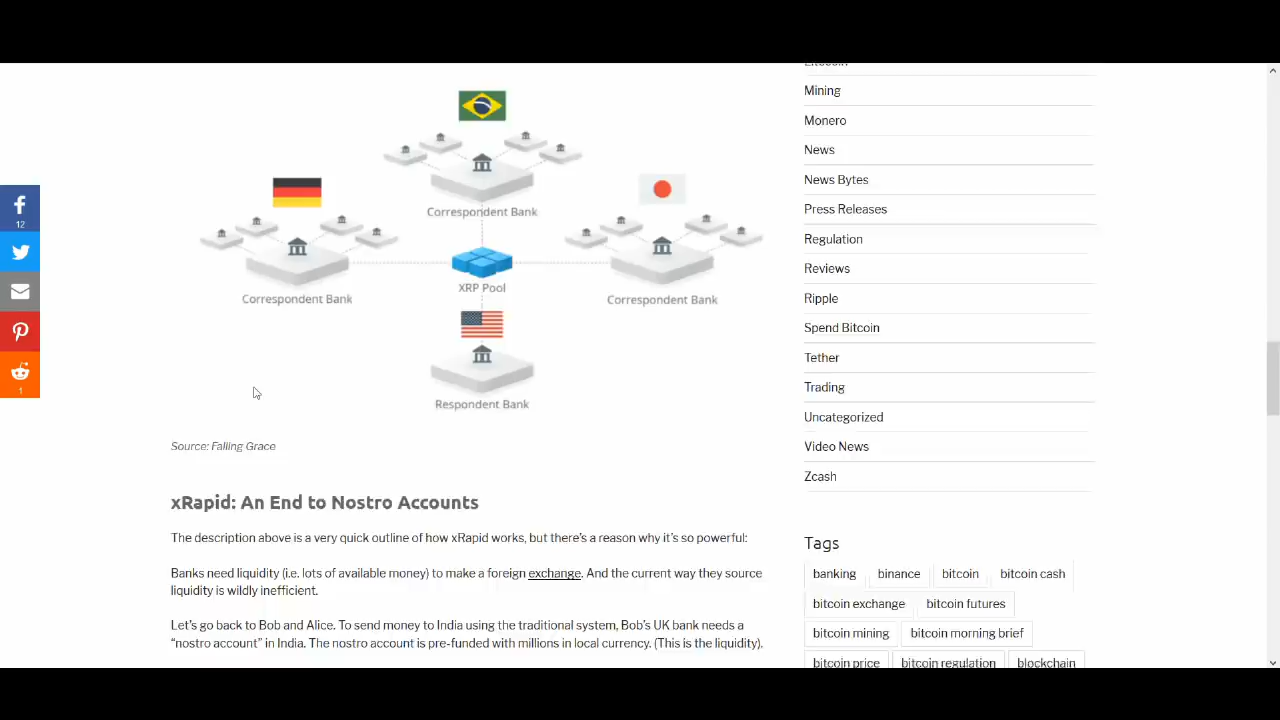 12
1
Correspondent Bank
Correspondent Bank
XRP Pool
Correspondent Bank
Respondent Bank
Source: Falling Grace
xRapid: An End to Nostro Accounts
The description above is a very quick outline of how xRapid works, but there's a reason why it's so powerful:
Banks need liquidity (i.e. lots of available money) to make a foreign exchange. And the current way they source
liquidity is wildly inefficient.
Let's go back to Bob and Alice. To send money to India using the traditional system, Bob's UK bank needs a
“nostro account” in India. The nostro account is pre-funded with millions in local currency. (This is the liquidity).
Mining
Monero
News
News Bytes
Press Releases
Regulation
Reviews
Ripple
Spend Bitcoin
Tether
Trading
Uncategorized
Video News
Zcash
Tags
banking binance bitcoin bitcoin cash
bitcoin exchange bitcoin futures
bitcoin mining bitcoin morning brief
bitcoin price bitcoin regulation blockchain